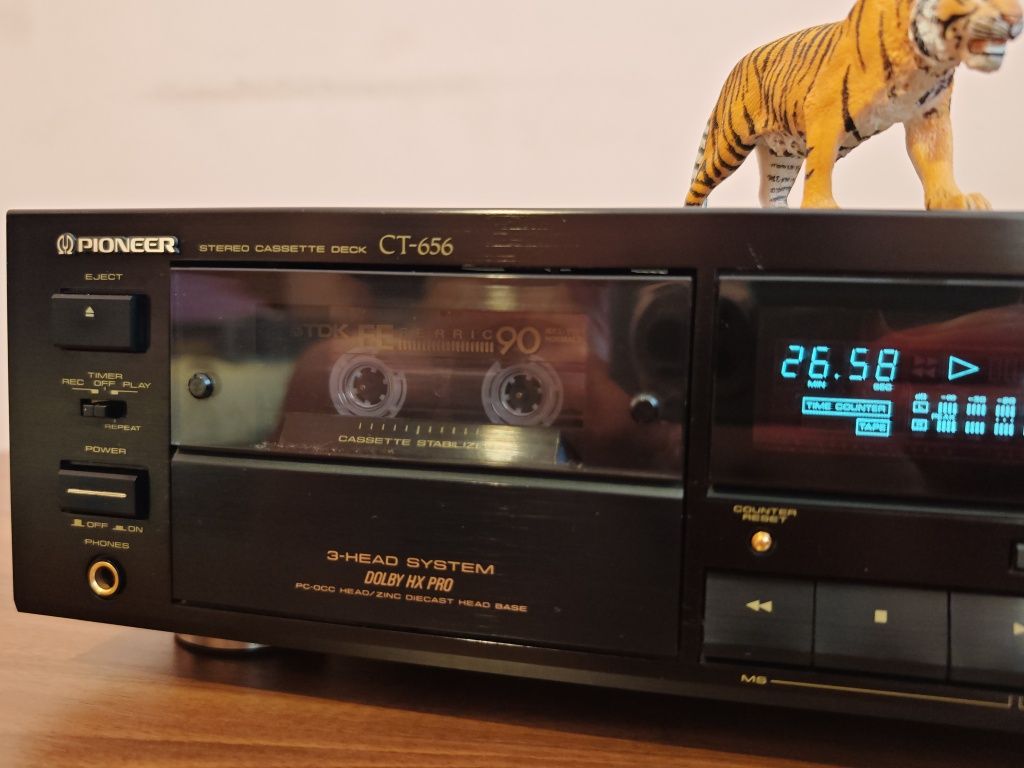 PIONEER STEREO CASSETTE DECK CT-656
EJECT
TIMER
REC OFF PLAY
REPEAT
POWER
OFF ON
PHONES
TDK FE FERRIC 90
CASSETTE STABILIZE
3-HEAD SYSTEM
DOLBY HX PRO
PC-OCC HEAD/ZINC DIECAST HEAD BASE
26.58
MIN SEC
TIME COUNTER
TAPE
COUNTER
RESET
MS